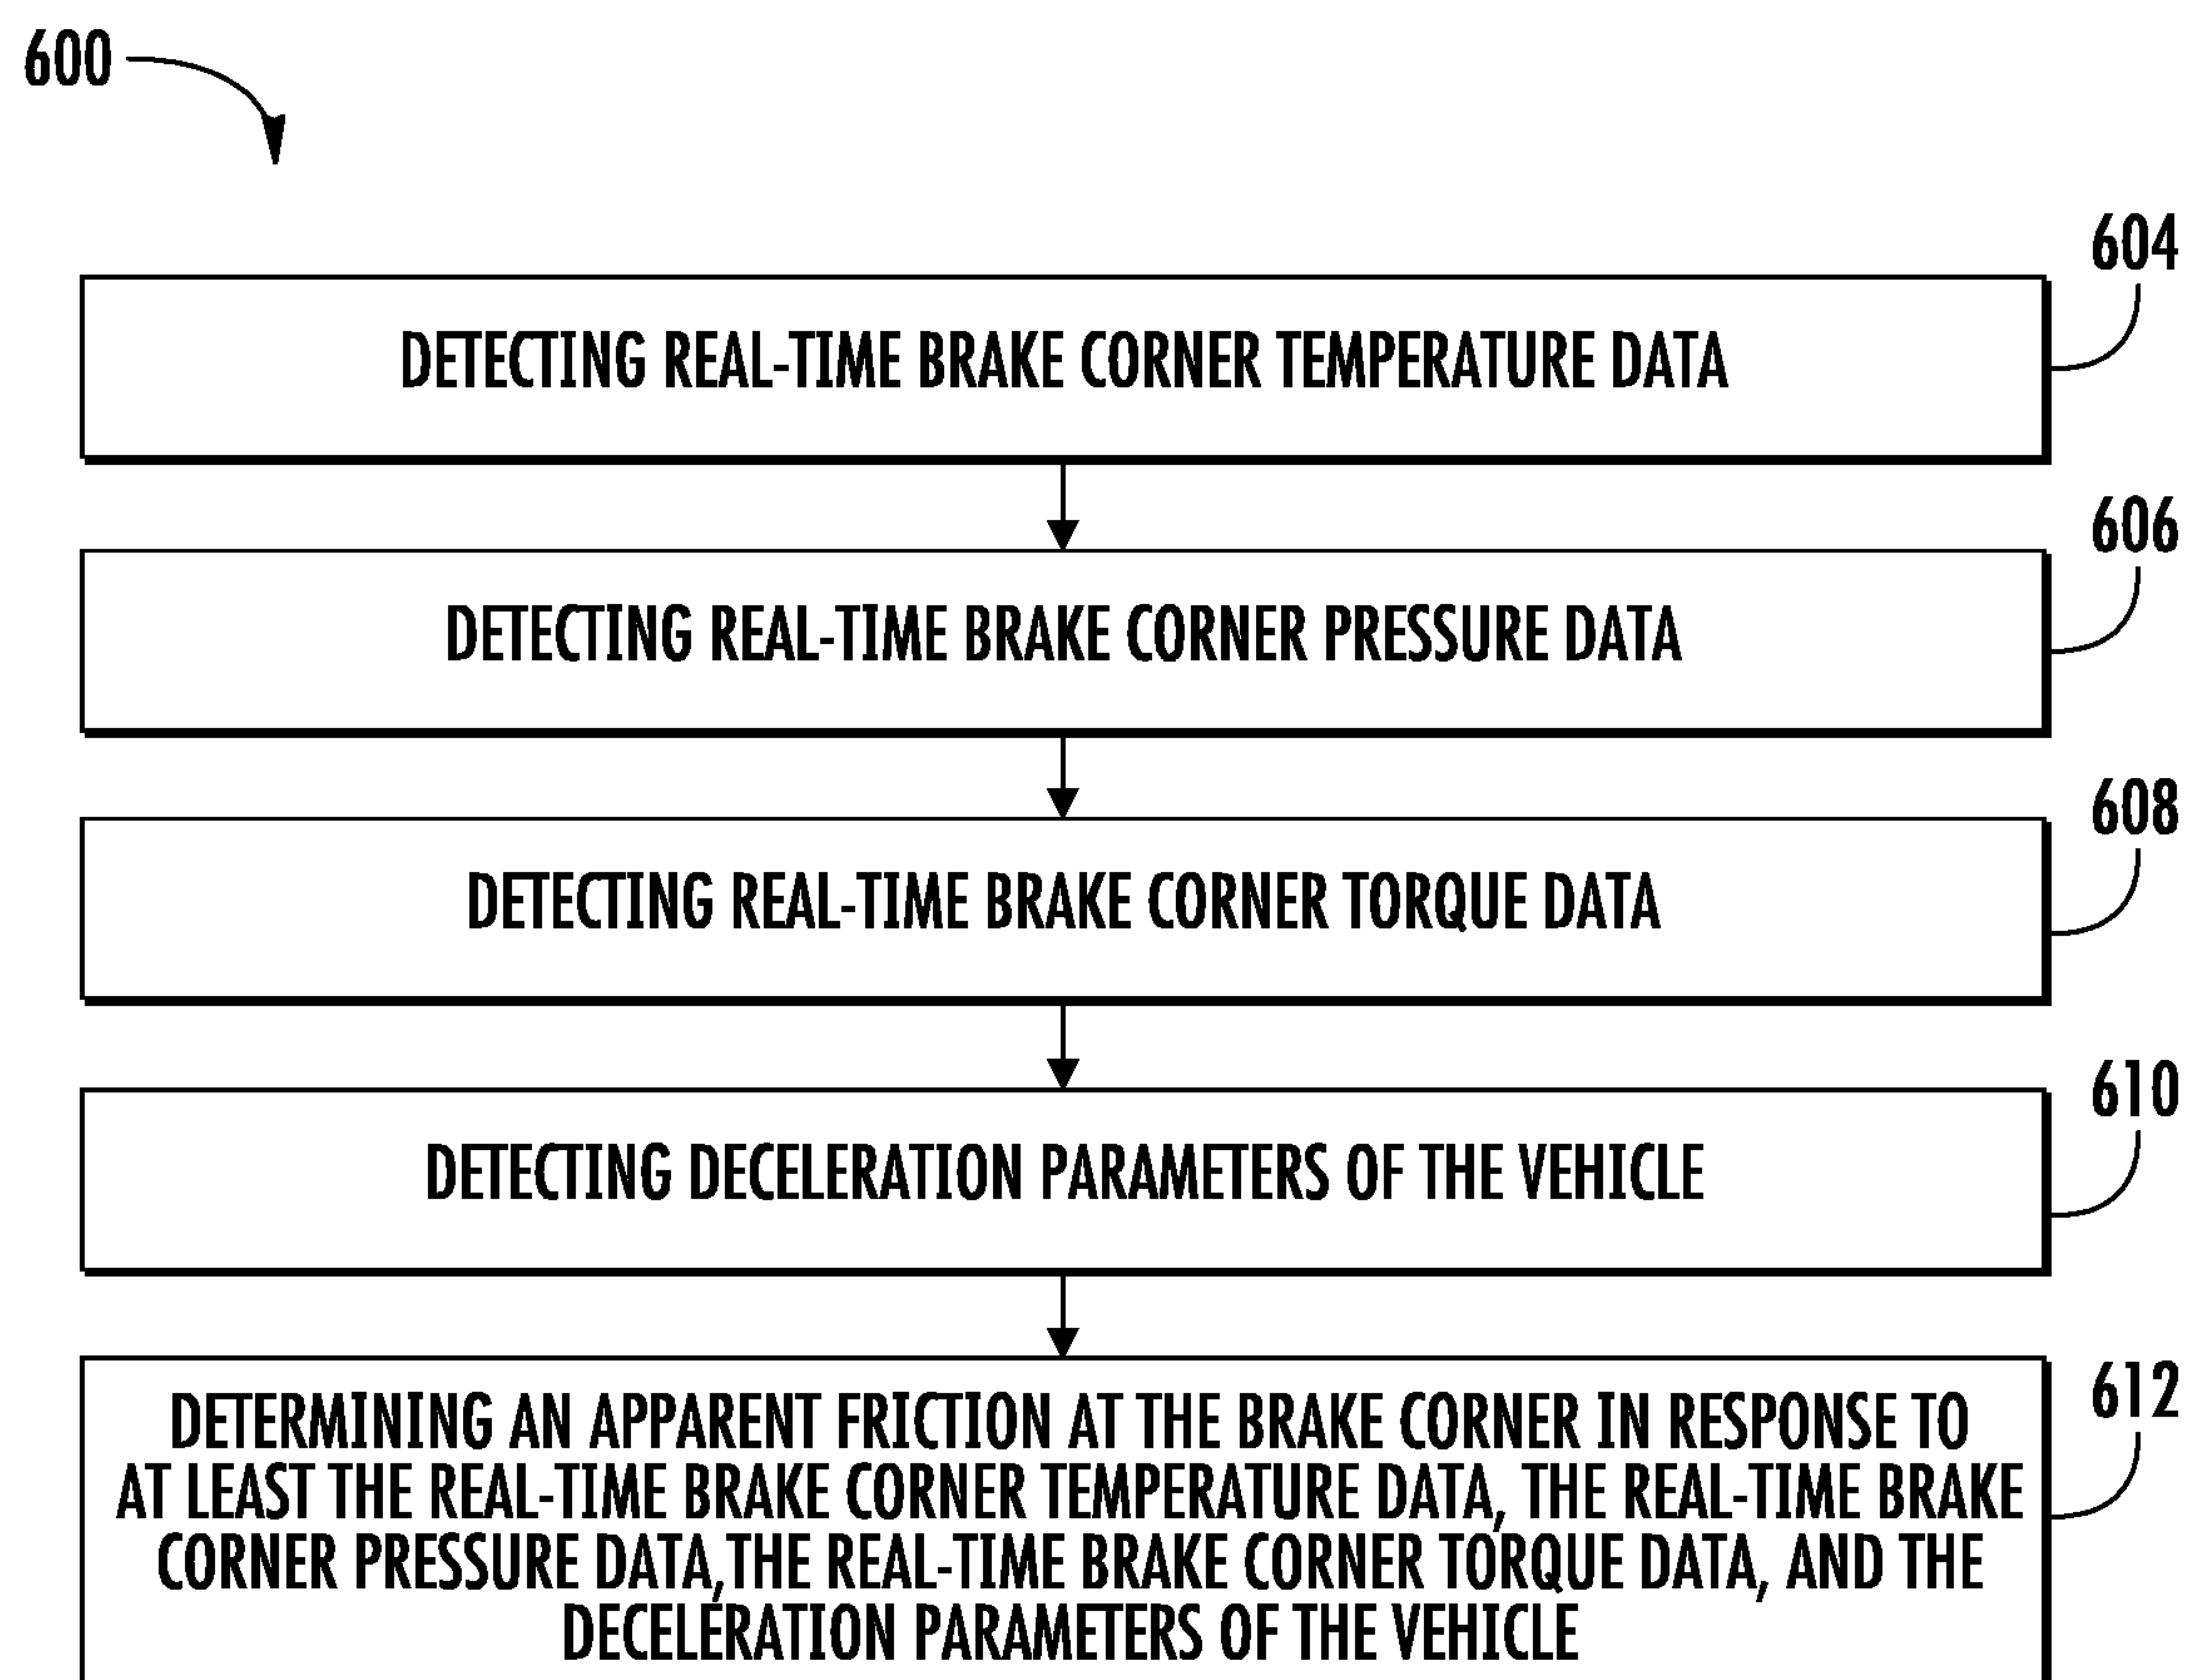 600
604
DETECTING REAL-TIME BRAKE CORNER TEMPERATURE DATA
606
DETECTING REAL-TIME BRAKE CORNER PRESSURE DATA
608
DETECTING REAL-TIME BRAKE CORNER TORQUE DATA
610
DETECTING DECELERATION PARAMETERS OF THE VEHICLE
612
DETERMINING AN APPARENT FRICTION AT THE BRAKE CORNER IN RESPONSE TO
AT LEAST THE REAL-TIME BRAKE CORNER TEMPERATURE DATA, THE REAL-TIME BRAKE
CORNER PRESSURE DATA,THE REAL-TIME BRAKE CORNER TORQUE DATA, AND THE
DECELERATION PARAMETERS OF THE VEHICLE